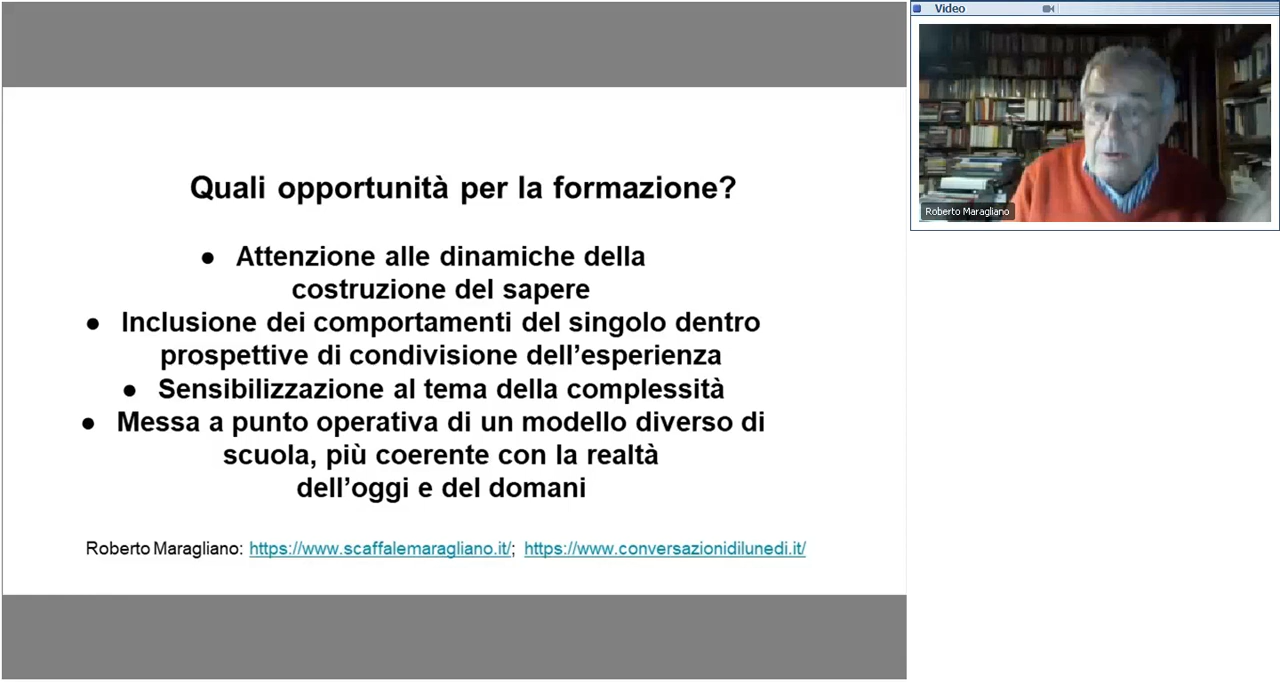 Quali opportunità per la formazione?
● Attenzione alle dinamiche della
costruzione del sapere
● Inclusione dei comportamenti del singolo dentro
prospettive di condivisione dell’esperienza
● Sensibilizzazione al tema della complessità
● Messa a punto operativa di un modello diverso di
scuola, più coerente con la realtà
dell’oggi e del domani
Roberto Maragliano: https://www.scaffalemaragliano.it/; https://www.conversazionidilunedi.it/
Video
Roberto Maragliano